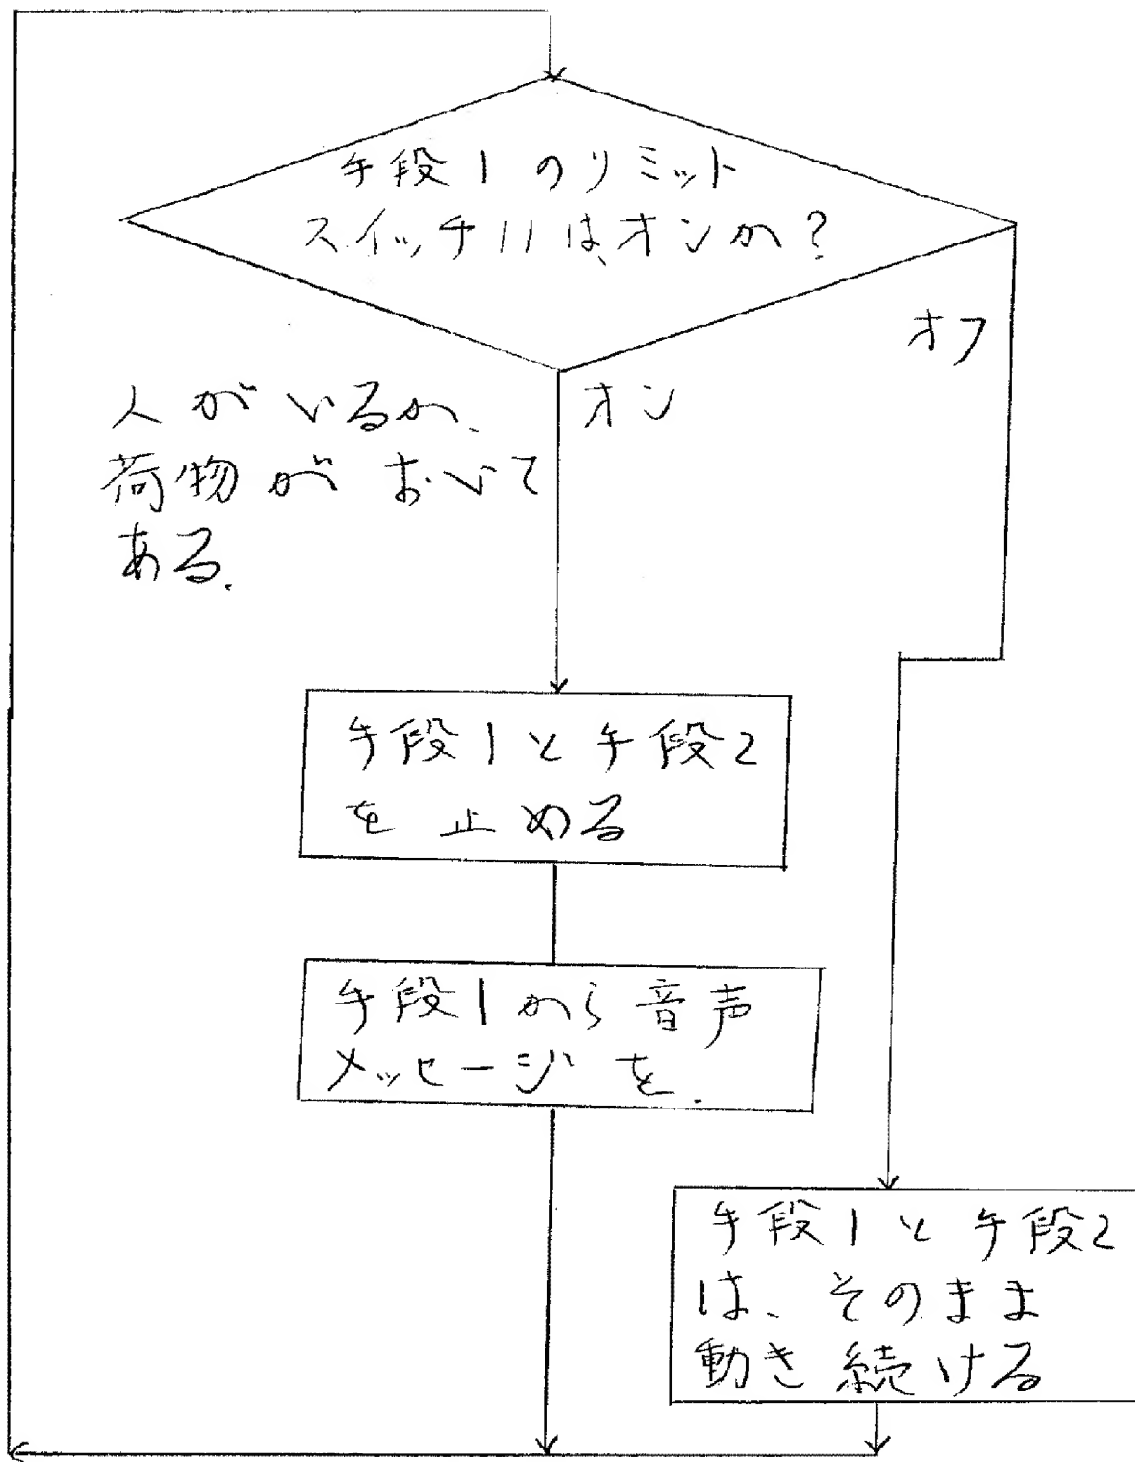 手段1のリミット
スイッチ11は、オンか?
オフ
オン
人がいるか、
荷物がおいて
ある.
手段1と手段2
を止める
手段1から音声
メッセージを.
手段1と手段2
は、そのまま
動き続ける